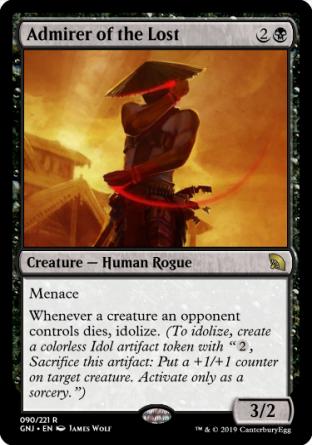 Admirer of the Lost 2
Creature — Human Rogue
Menace
Whenever a creature an opponent
controls dies, idolize. (To idolize, create
a colorless Idol artifact token with “2,
Sacrifice this artifact: Put a +1/+1 counter
on target creature. Activate only as a
sorcery.”)
3/2
090/221 R
GNJ • EN James Wolf
™ & © 2019 CanterburyEgg